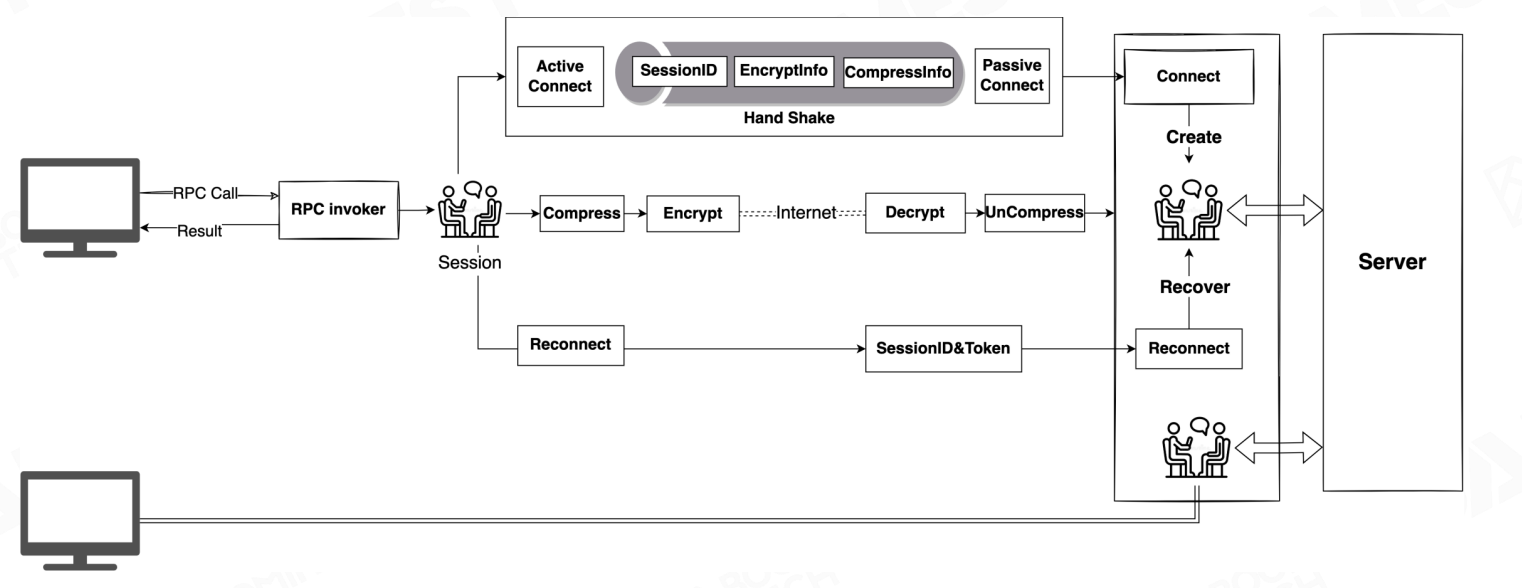 Active
Connect
SessionID
EncryptInfo
CompressInfo
Passive
Connect
Hand Shake
Connect
Create
RPC Call
Result
RPC invoker
Session
Compress
Encrypt
Internet
Decrypt
UnCompress
Recover
Server
Reconnect
SessionID&Token
Reconnect